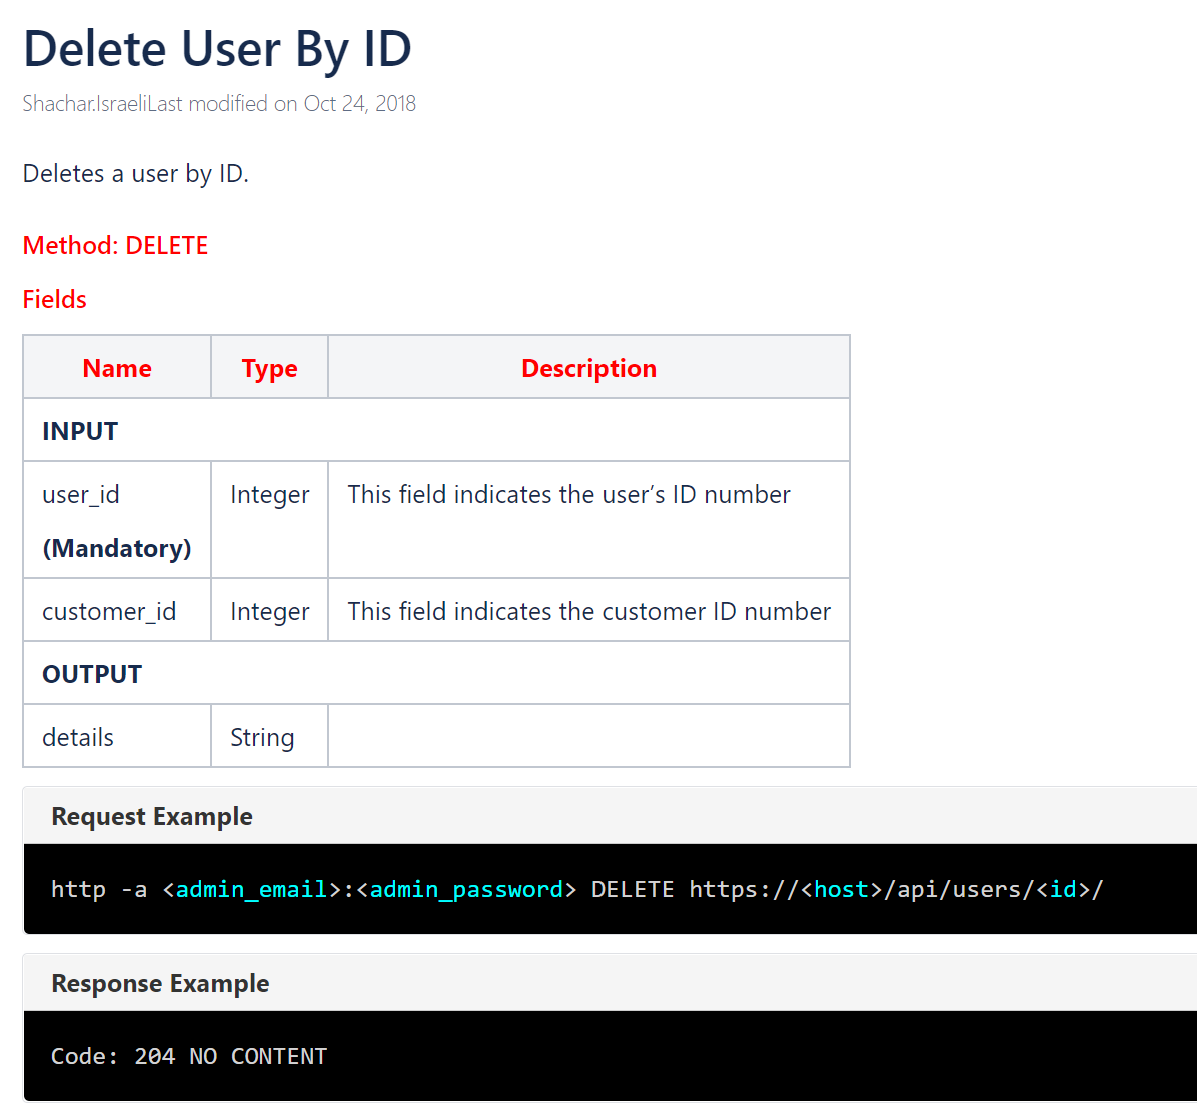 Delete User By ID
Shachar.IsraeliLast modified on Oct 24, 2018
Deletes a user by ID.
Method: DELETE
Fields
Name Type Description
INPUT
user_id Integer This field indicates the user’s ID number
(Mandatory)
customer_id Integer This field indicates the customer ID number
OUTPUT
details String
Request Example
http -a <admin_email>:<admin_password> DELETE https://<host>/api/users/<id>/
Response Example
Code: 204 NO CONTENT